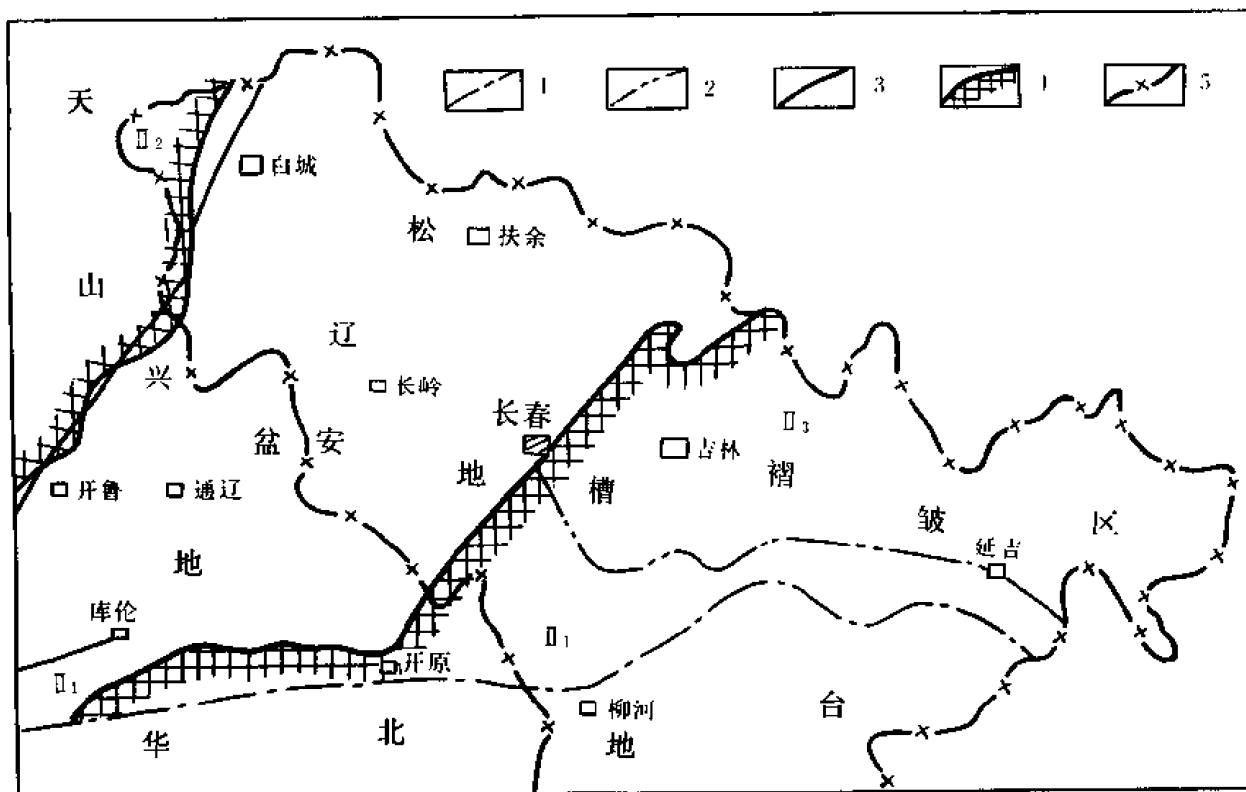 1
2
3
4
5
天
Ⅱ₂
白城
松
扶余
山
辽
兴
长岭
长春
Ⅱ₃
盆
安
地
吉林
槽
褶
开鲁
通辽
皱
区
延吉
地
库伦
Ⅱ₁
开原
Ⅱ₁
柳河
台
华
北
地